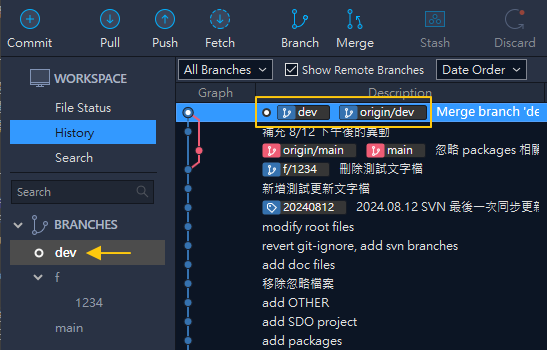 Commit Pull Push Fetch Branch Merge Stash Discard
WORKSPACE
File Status
History
Search
Search
BRANCHES
dev
f
1234
main
All Branches Show Remote Branches Date Order
Graph Description
dev origin/dev Merge branch 'de
補充 8/12 下午後的異動
origin/main main 忽略 packages 相關
f/1234 刪除測試文字檔
新增測試更新文字檔
20240812 2024.08.12 SVN 最後一次同步更新
modify root files
revert git-ignore, add svn branches
add doc files
移除忽略檔案
add OTHER
add SDO project
add packages